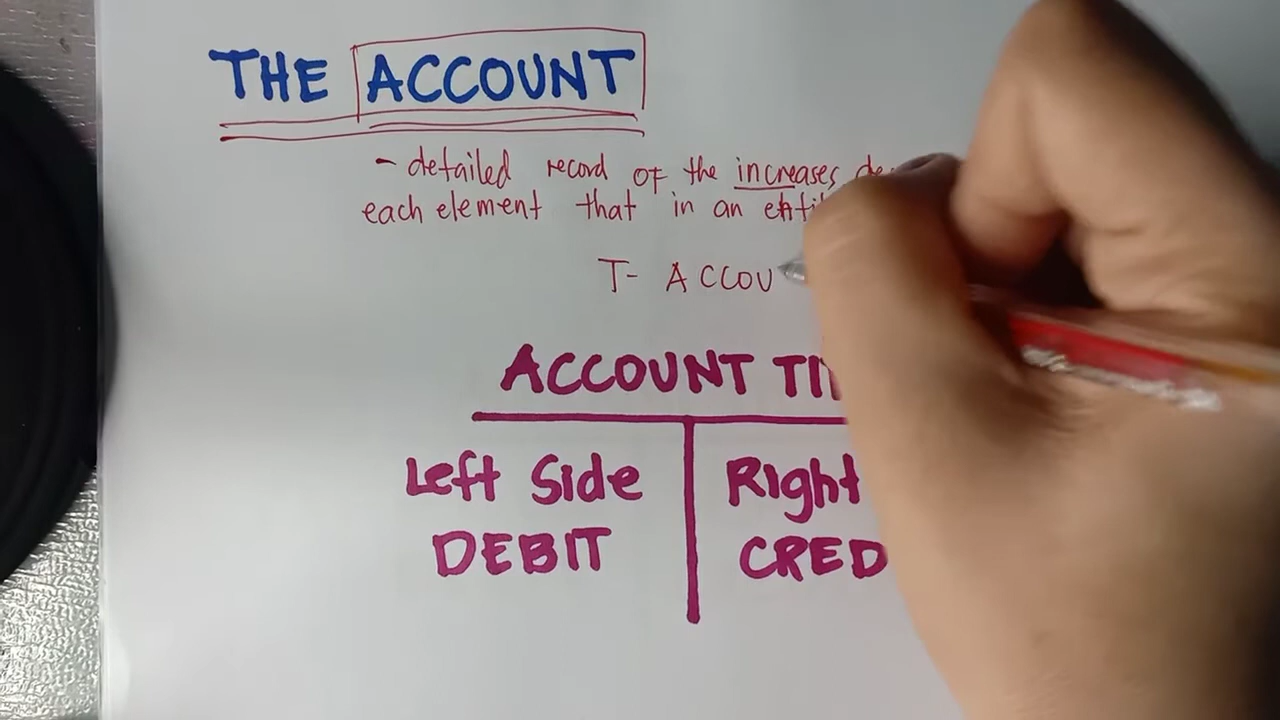 THE ACCOUNT
- detailed record of the increases
each element that in an
T- ACCOU
ACCOUNT
Left Side Right
DEBIT CRED